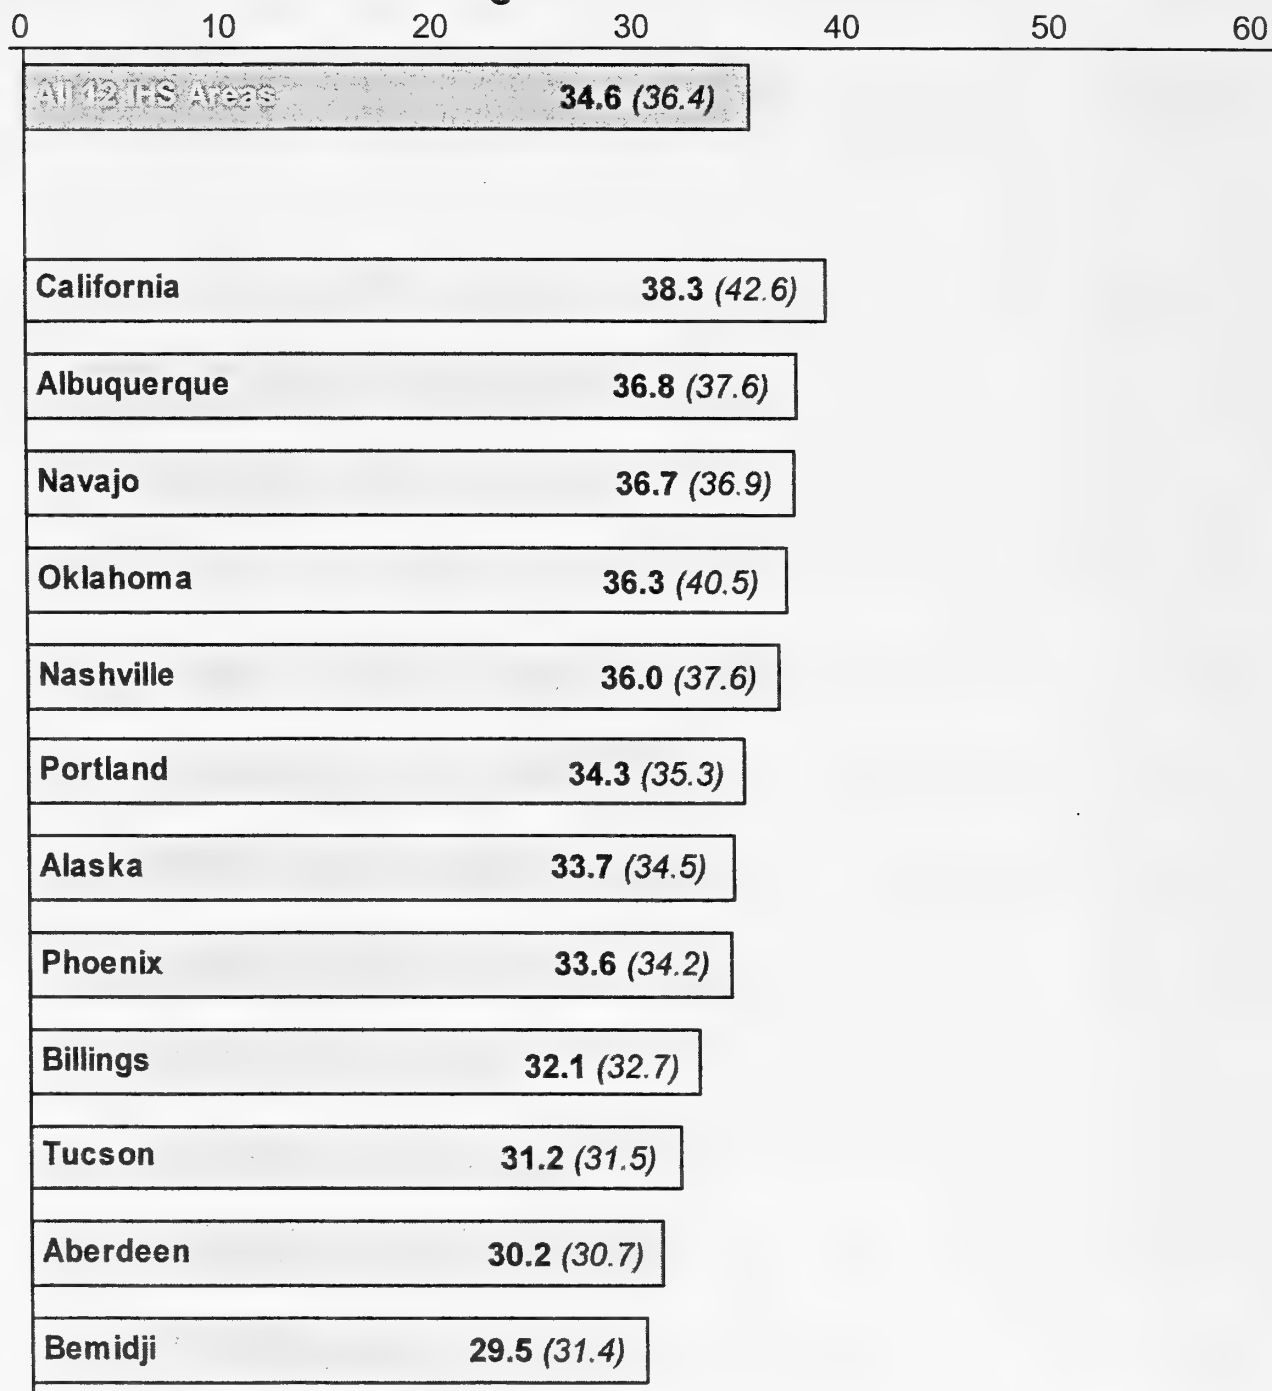 0 10 20 30 40 50 60
All 12 IHS Areas 34.6 (36.4)
California 38.3 (42.6)
Albuquerque 36.8 (37.6)
Navajo 36.7 (36.9)
Oklahoma 36.3 (40.5)
Nashville 36.0 (37.6)
Portland 34.3 (35.3)
Alaska 33.7 (34.5)
Phoenix 33.6 (34.2)
Billings 32.1 (32.7)
Tucson 31.2 (31.5)
Aberdeen 30.2 (30.7)
Bemidji 29.5 (31.4)